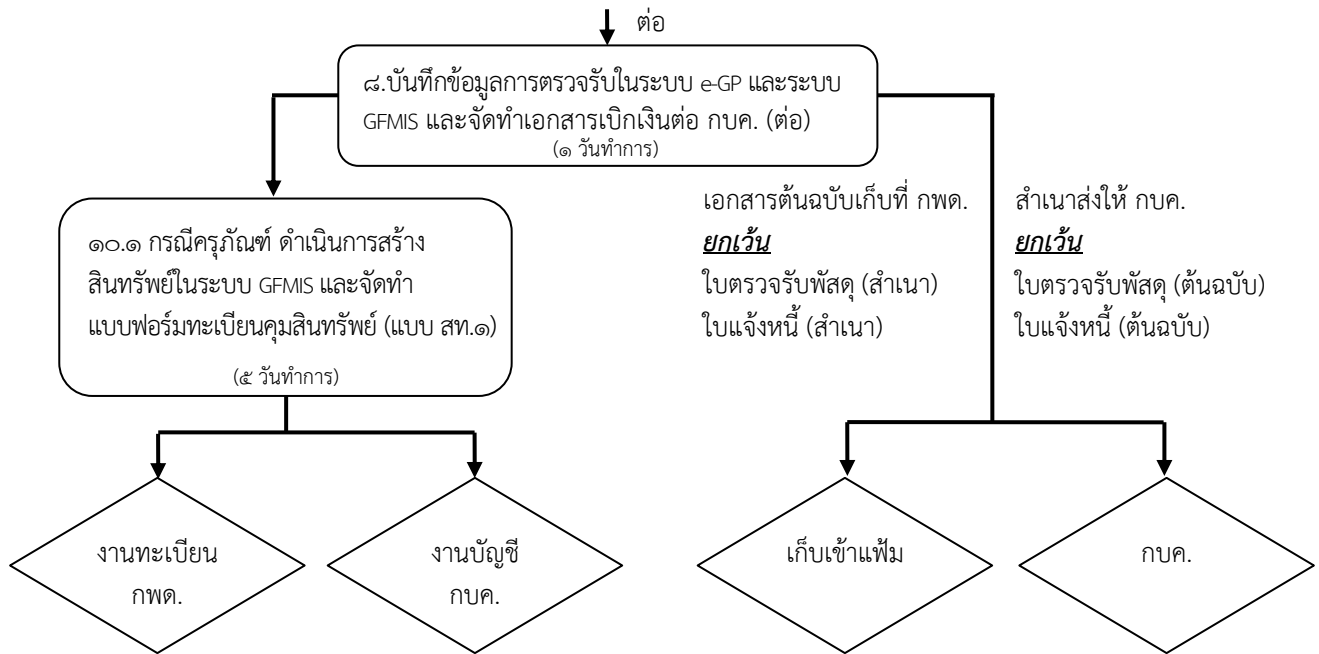 ต่อ
๘.บันทึกข้อมูลการตรวจรับในระบบ e-GP และระบบ
GFMIS และจัดทำเอกสารเบิกเงินต่อ กบค. (ต่อ)
(๑ วันทำการ)
๑๐.๑ กรณีครุภัณฑ์ ดำเนินการสร้าง
สินทรัพย์ในระบบ GFMIS และจัดทำ
แบบฟอร์มทะเบียนคุมสินทรัพย์ (แบบ สท.๑)
(๕ วันทำการ)
เอกสารต้นฉบับเก็บที่ กพด.
ยกเว้น
ใบตรวจรับพัสดุ (สำเนา)
ใบแจ้งหนี้ (สำเนา)
สำเนาส่งให้ กบค.
ยกเว้น
ใบตรวจรับพัสดุ (ต้นฉบับ)
ใบแจ้งหนี้ (ต้นฉบับ)
งานทะเบียน
กพด.
งานบัญชี
กบค.
เก็บเข้าแฟ้ม
กบค.